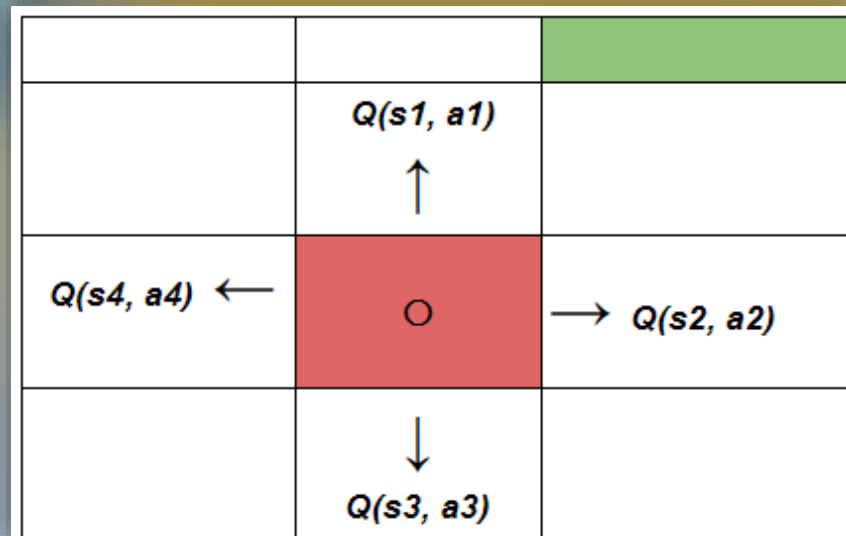 Q(s1, a1)
Q(s4, a4)
Q(s2, a2)
Q(s3, a3)